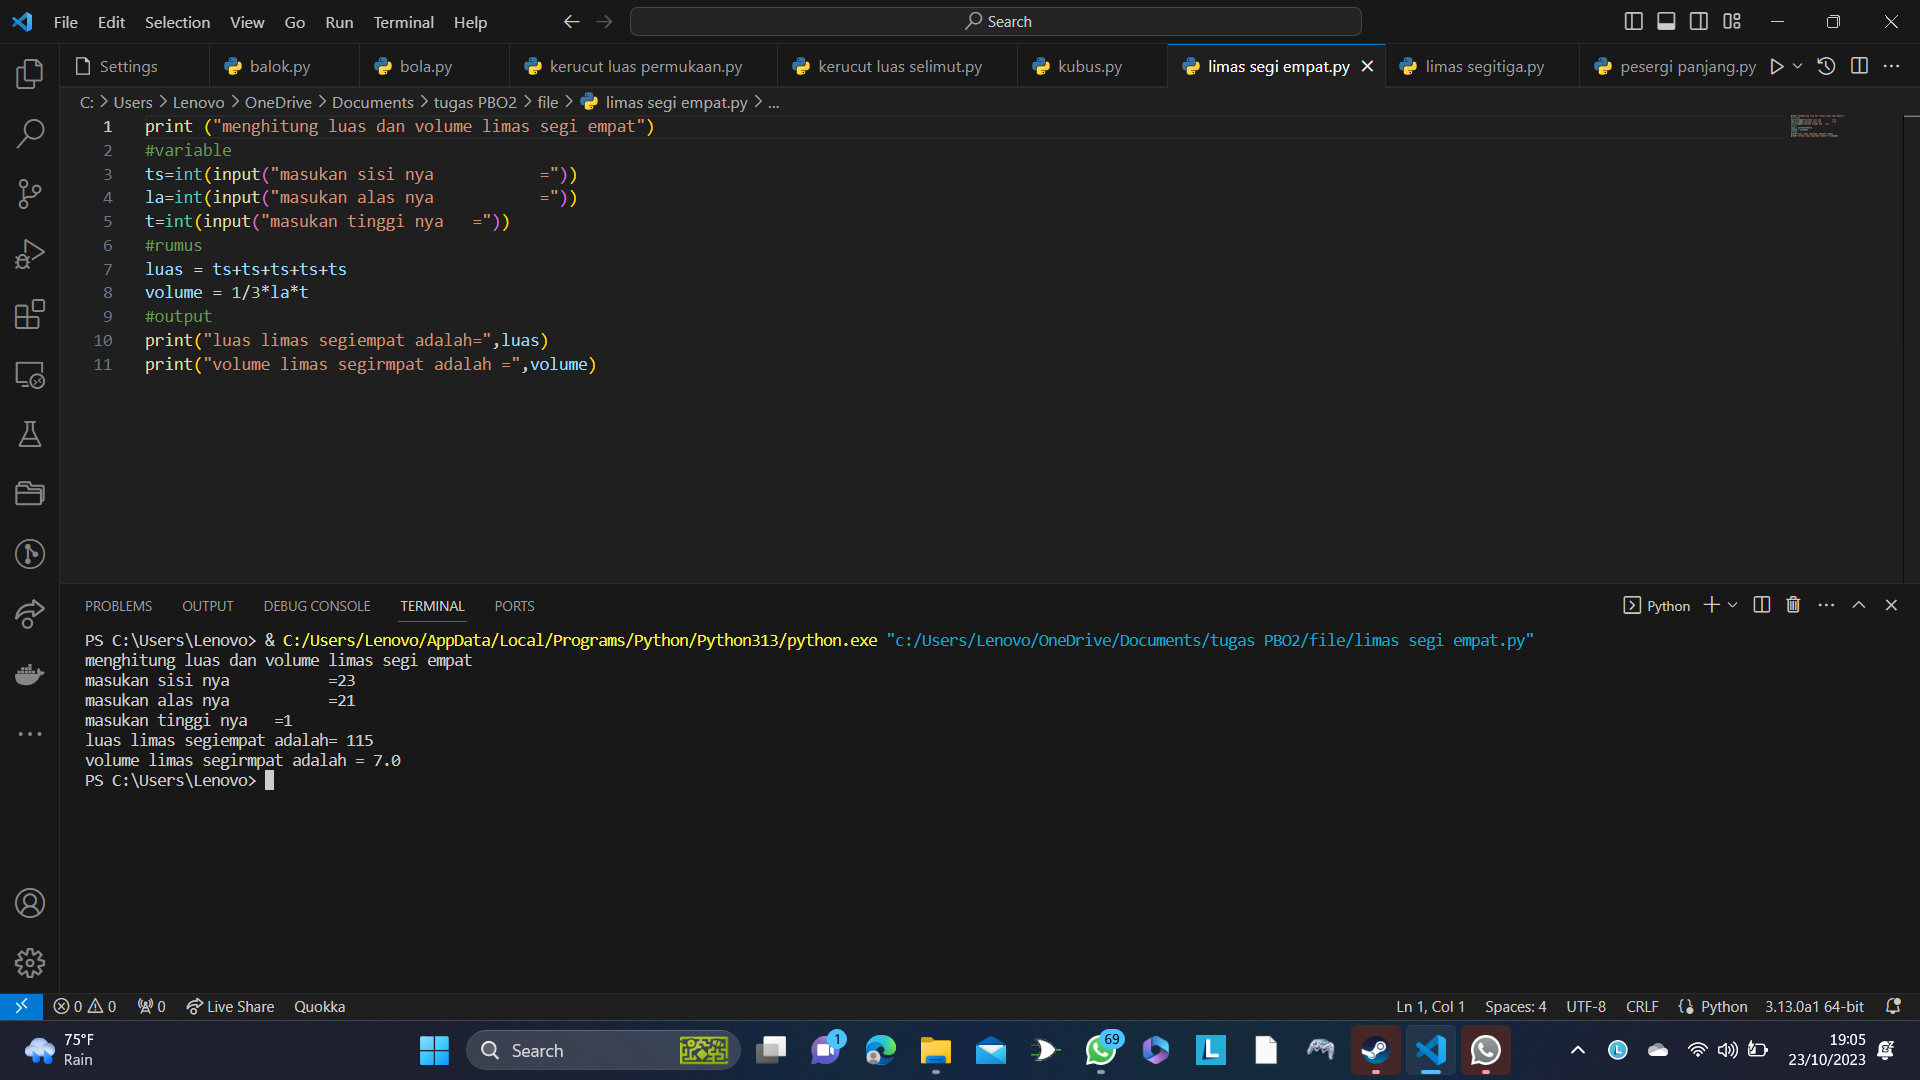 File Edit Selection View Go Run Terminal Help Search
Settings balok.py bola.py kerucut luas permukaan.py kerucut luas selimut.py kubus.py limas segi empat.py limas segitiga.py pesergi panjang.py
C: > Users > Lenovo > OneDrive > Documents > tugas PBO2 > file > limas segi empat.py > ...
1 print ("menghitung luas dan volume limas segi empat")
2 #variable
3 ts=int(input("masukan sisi nya           ="))
4 la=int(input("masukan alas nya           ="))
5 t=int(input("masukan tinggi nya   ="))
6 #rumus
7 luas = ts+ts+ts+ts+ts
8 volume = 1/3*la*t
9 #output
10 print("luas limas segiempat adalah=",luas)
11 print("volume limas segirmpat adalah =",volume)
PROBLEMS OUTPUT DEBUG CONSOLE TERMINAL PORTS Python
PS C:\Users\Lenovo> & C:/Users/Lenovo/AppData/Local/Programs/Python/Python313/python.exe "c:/Users/Lenovo/OneDrive/Documents/tugas PBO2/file/limas segi empat.py"
menghitung luas dan volume limas segi empat
masukan sisi nya           =23
masukan alas nya           =21
masukan tinggi nya   =1
luas limas segiempat adalah= 115
volume limas segirmpat adalah = 7.0
PS C:\Users\Lenovo>
0 0 0 Live Share Quokka Ln 1, Col 1 Spaces: 4 UTF-8 CRLF Python 3.13.0a1 64-bit
75°F
Rain
Search
1
69
L
L
19:05
23/10/2023